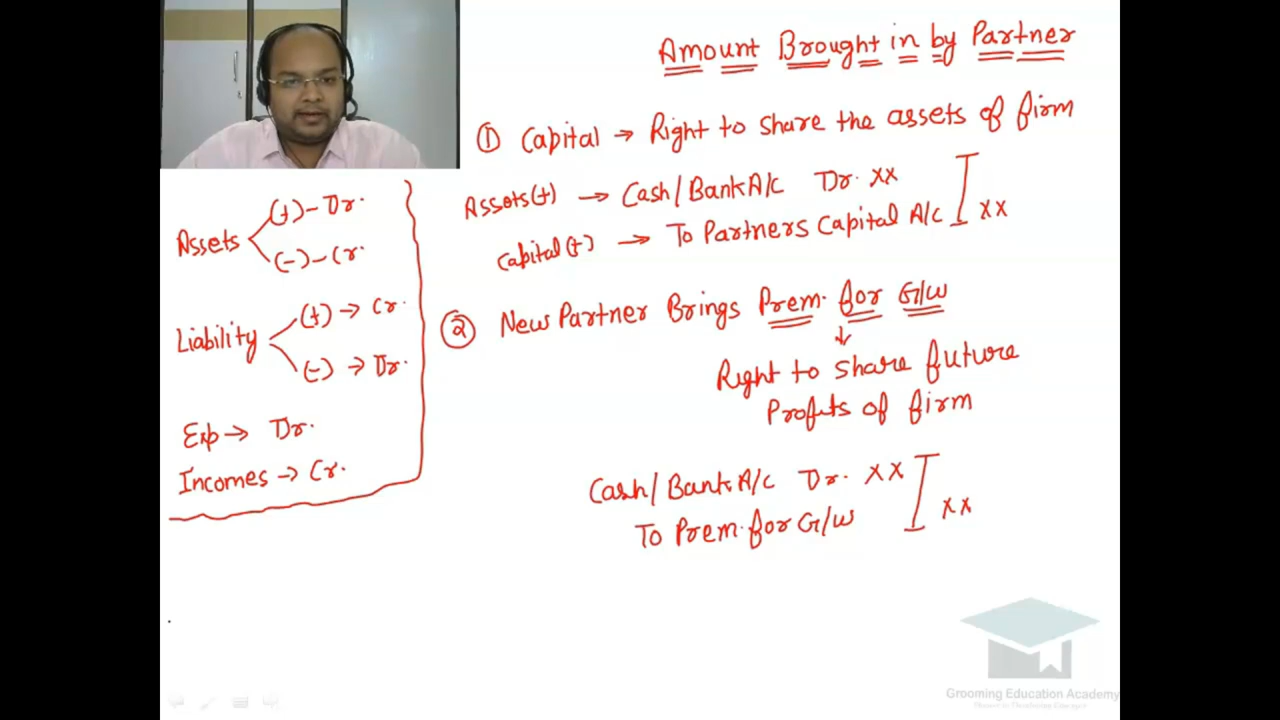 Amount Brought in by Partner
① Capital → Right to share the assets of firm
Assets(+) → Cash/Bank A/c Dr. xx
Capital(+) → To Partners Capital A/c xx
② New Partner Brings Prem. for G/w
Right to share future
Profits of firm
Cash/Bank A/c Dr. xx
To Prem. for G/w xx
Assets
(+) - Dr.
(-) - Cr.
Liability
(+) → Cr.
(-) → Dr.
Exp → Dr.
Incomes → Cr.
Grooming Education Academy